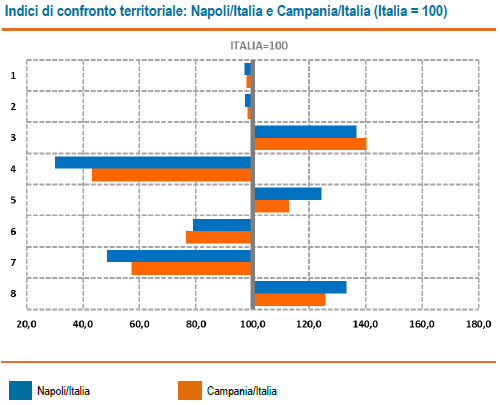 Indici di confronto territoriale: Napoli/Italia e Campania/Italia (Italia = 100)
ITALIA=100
1
2
3
4
5
6
7
8
20,0 40,0 60,0 80,0 100,0 120,0 140,0 160,0 180,0
Napoli/Italia Campania/Italia